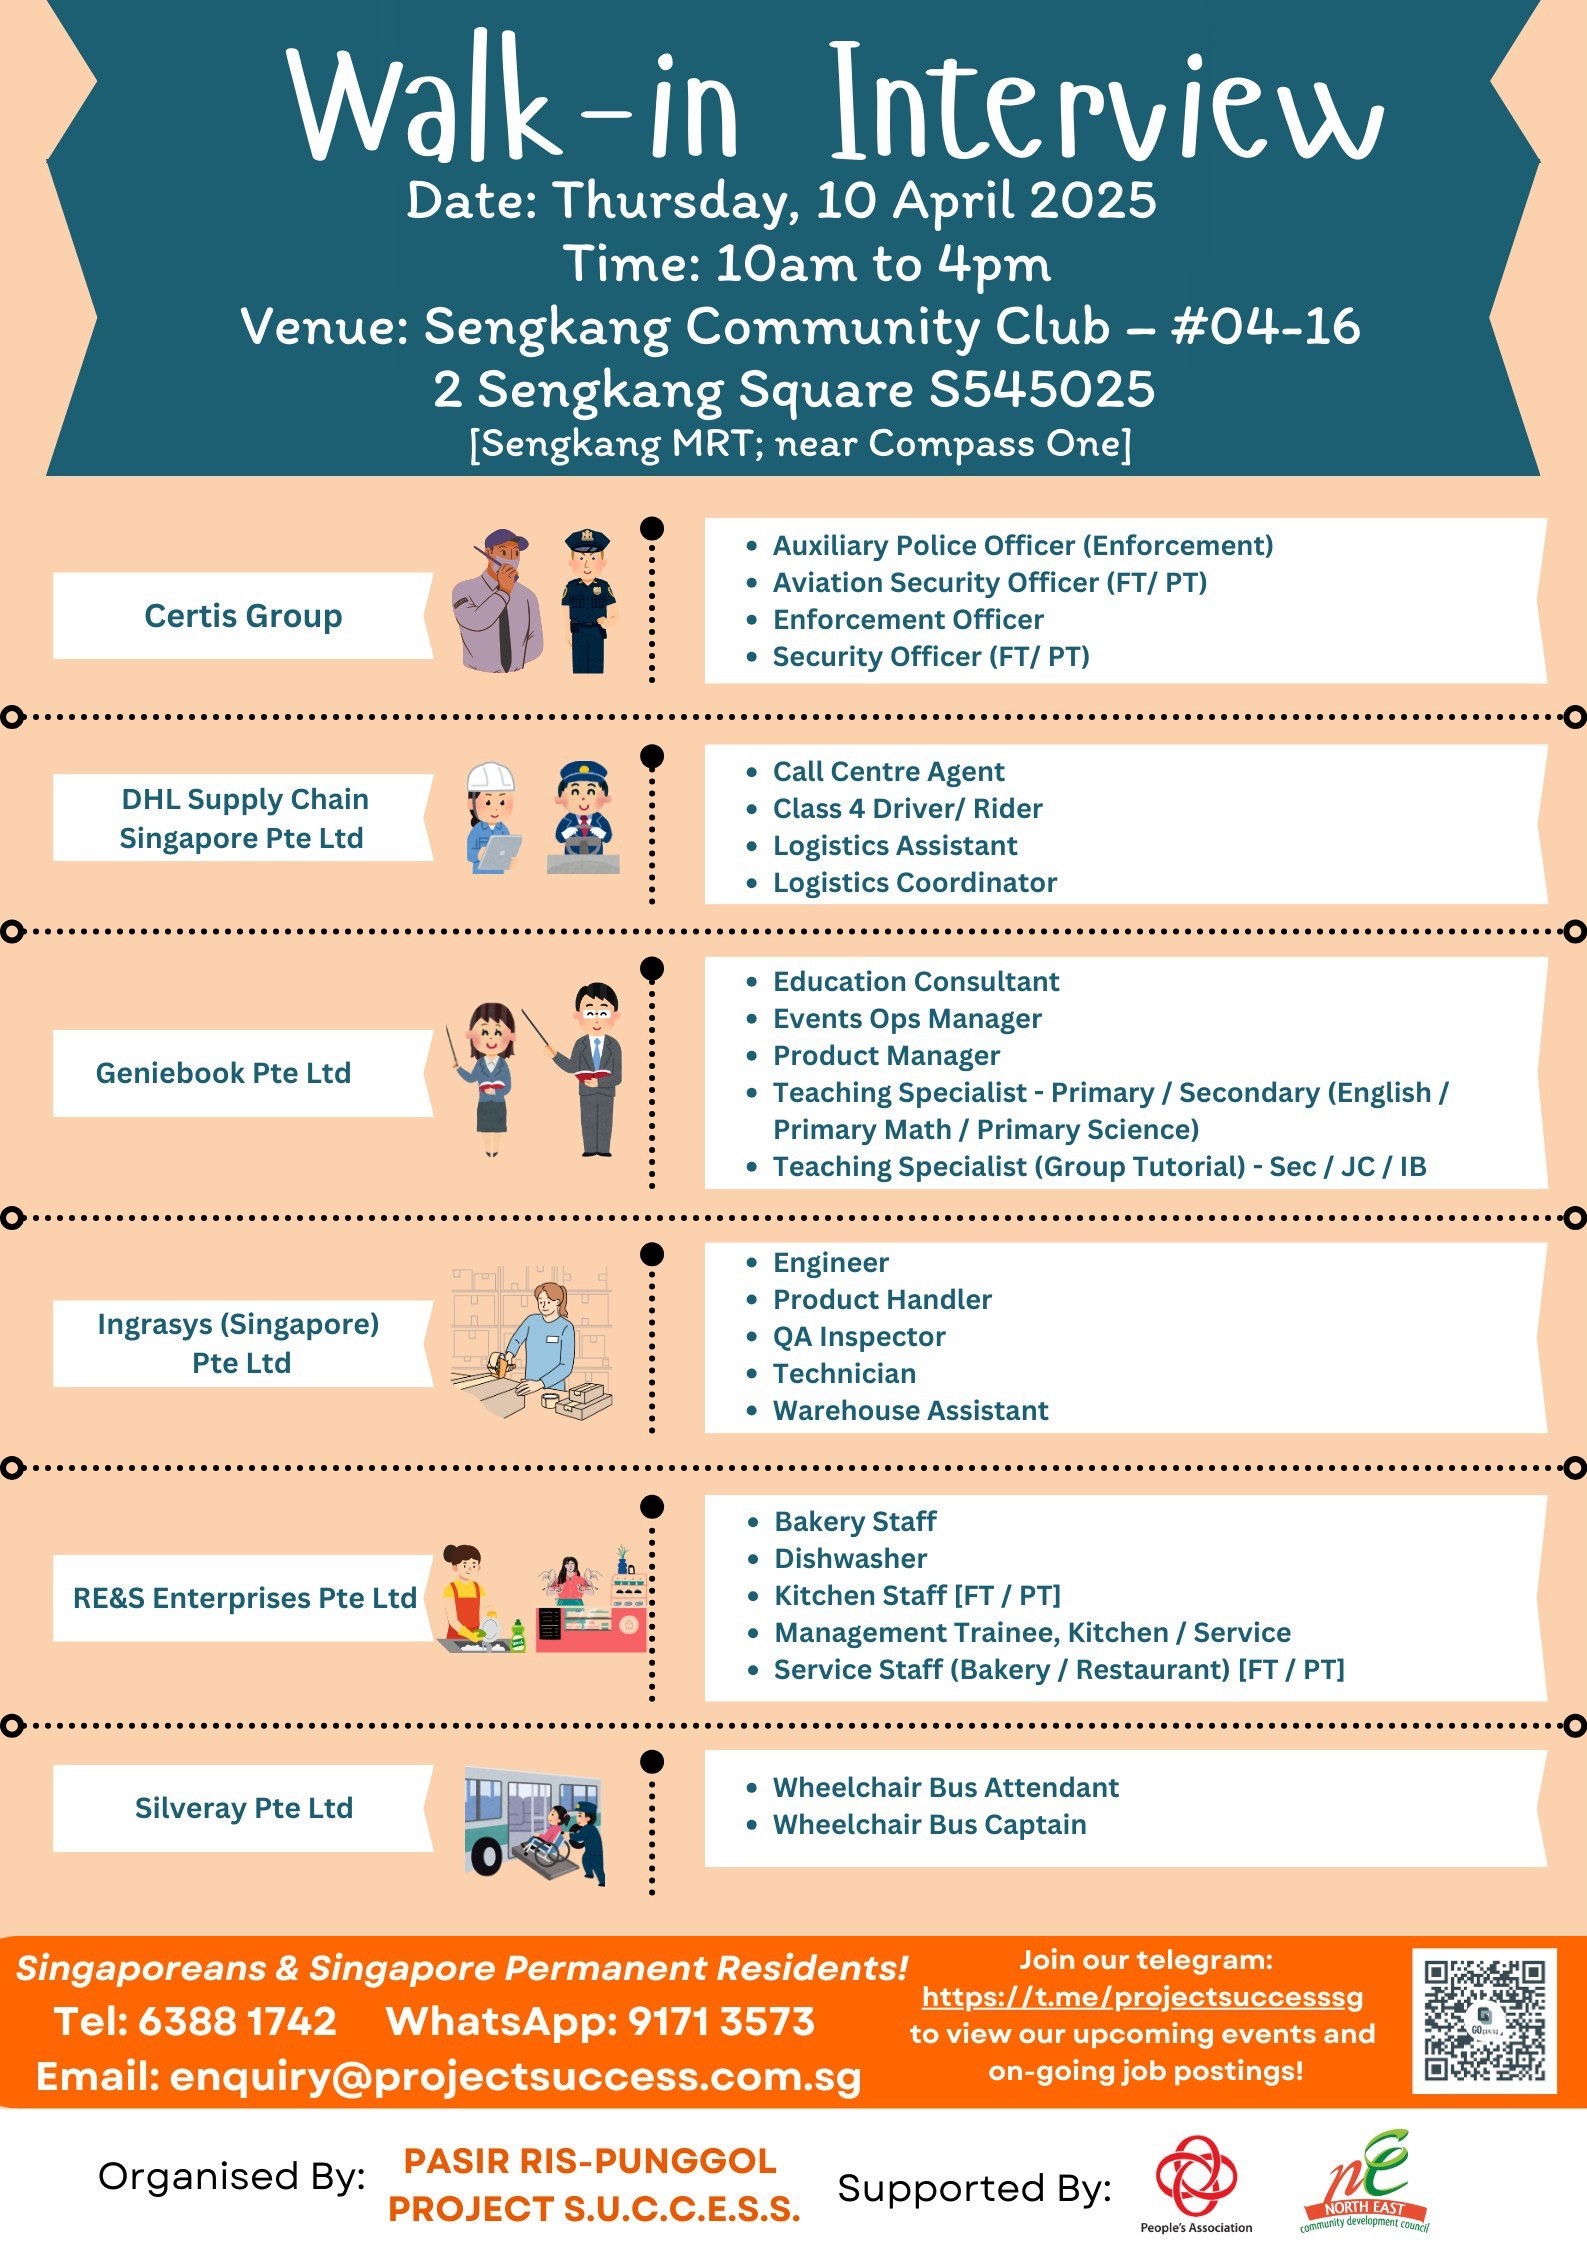 Walk-in Interview
Date: Thursday, 10 April 2025
Time: 10am to 4pm
Venue: Sengkang Community Club – #04-16
2 Sengkang Square S545025
[Sengkang MRT; near Compass One]
Certis Group
• Auxiliary Police Officer (Enforcement)
• Aviation Security Officer (FT/ PT)
• Enforcement Officer
• Security Officer (FT/ PT)
DHL Supply Chain
Singapore Pte Ltd
• Call Centre Agent
• Class 4 Driver/ Rider
• Logistics Assistant
• Logistics Coordinator
Geniebook Pte Ltd
• Education Consultant
• Events Ops Manager
• Product Manager
• Teaching Specialist - Primary / Secondary (English /
Primary Math / Primary Science)
• Teaching Specialist (Group Tutorial) - Sec / JC / IB
Ingrasys (Singapore)
Pte Ltd
• Engineer
• Product Handler
• QA Inspector
• Technician
• Warehouse Assistant
RE&S Enterprises Pte Ltd
• Bakery Staff
• Dishwasher
• Kitchen Staff [FT / PT]
• Management Trainee, Kitchen / Service
• Service Staff (Bakery / Restaurant) [FT / PT]
Silveray Pte Ltd
• Wheelchair Bus Attendant
• Wheelchair Bus Captain
Singaporeans & Singapore Permanent Residents!
Tel: 6388 1742 WhatsApp: 9171 3573
Email: enquiry@projectsuccess.com.sg
Join our telegram:
https://t.me/projectsuccesssg
to view our upcoming events and
on-going job postings!
Organised By:
PASIR RIS-PUNGGOL
PROJECT S.U.C.C.E.S.S.
Supported By:
People's Association
nE
NORTH EAST
community development council